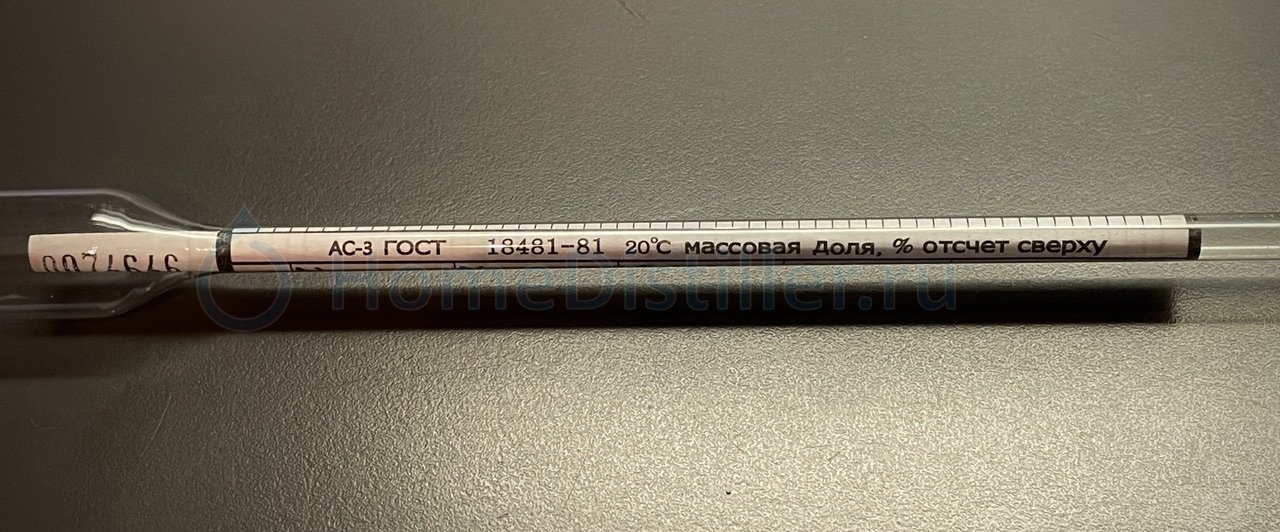 АС-3 ГОСТ 18481-81 20°С массовая доля, % отсчет сверху
HomeDistiller.ru